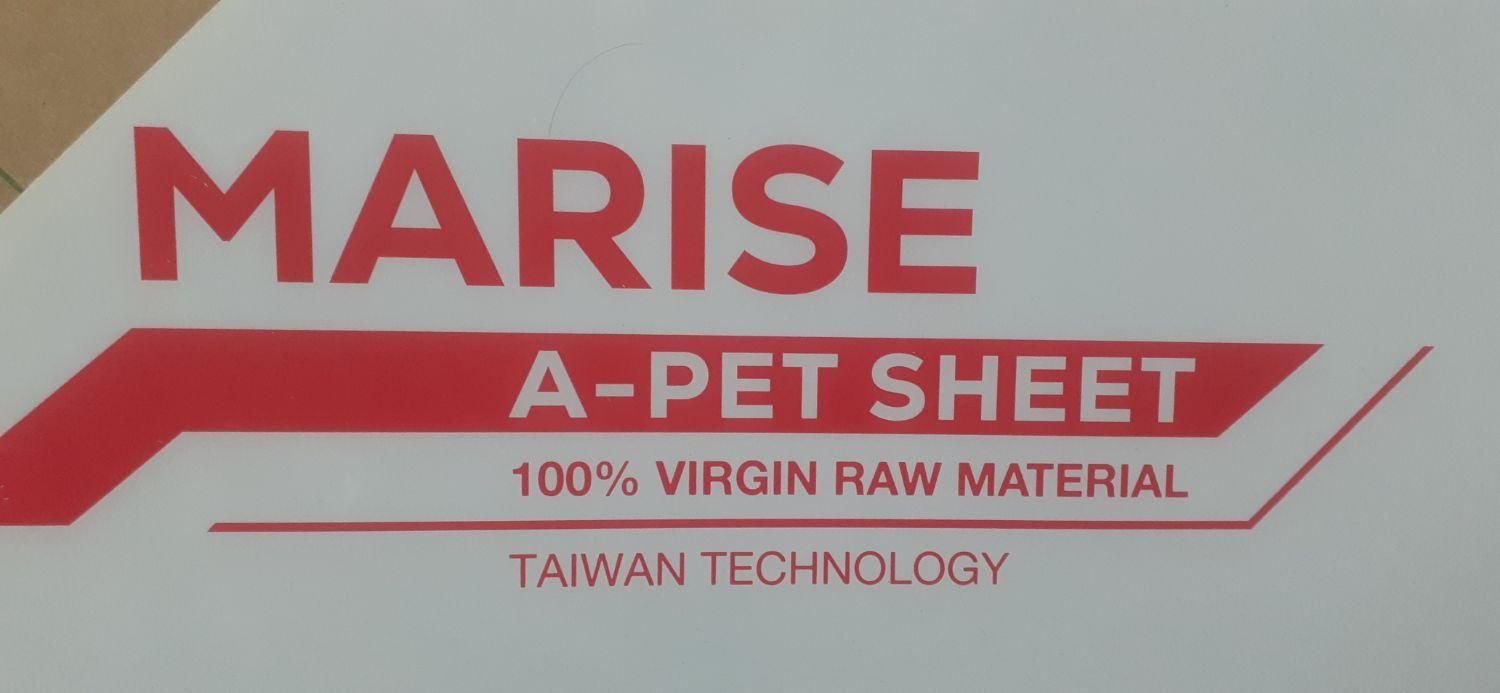 MARISE
A-PET SHEET
100% VIRGIN RAW MATERIAL
TAIWAN TECHNOLOGY